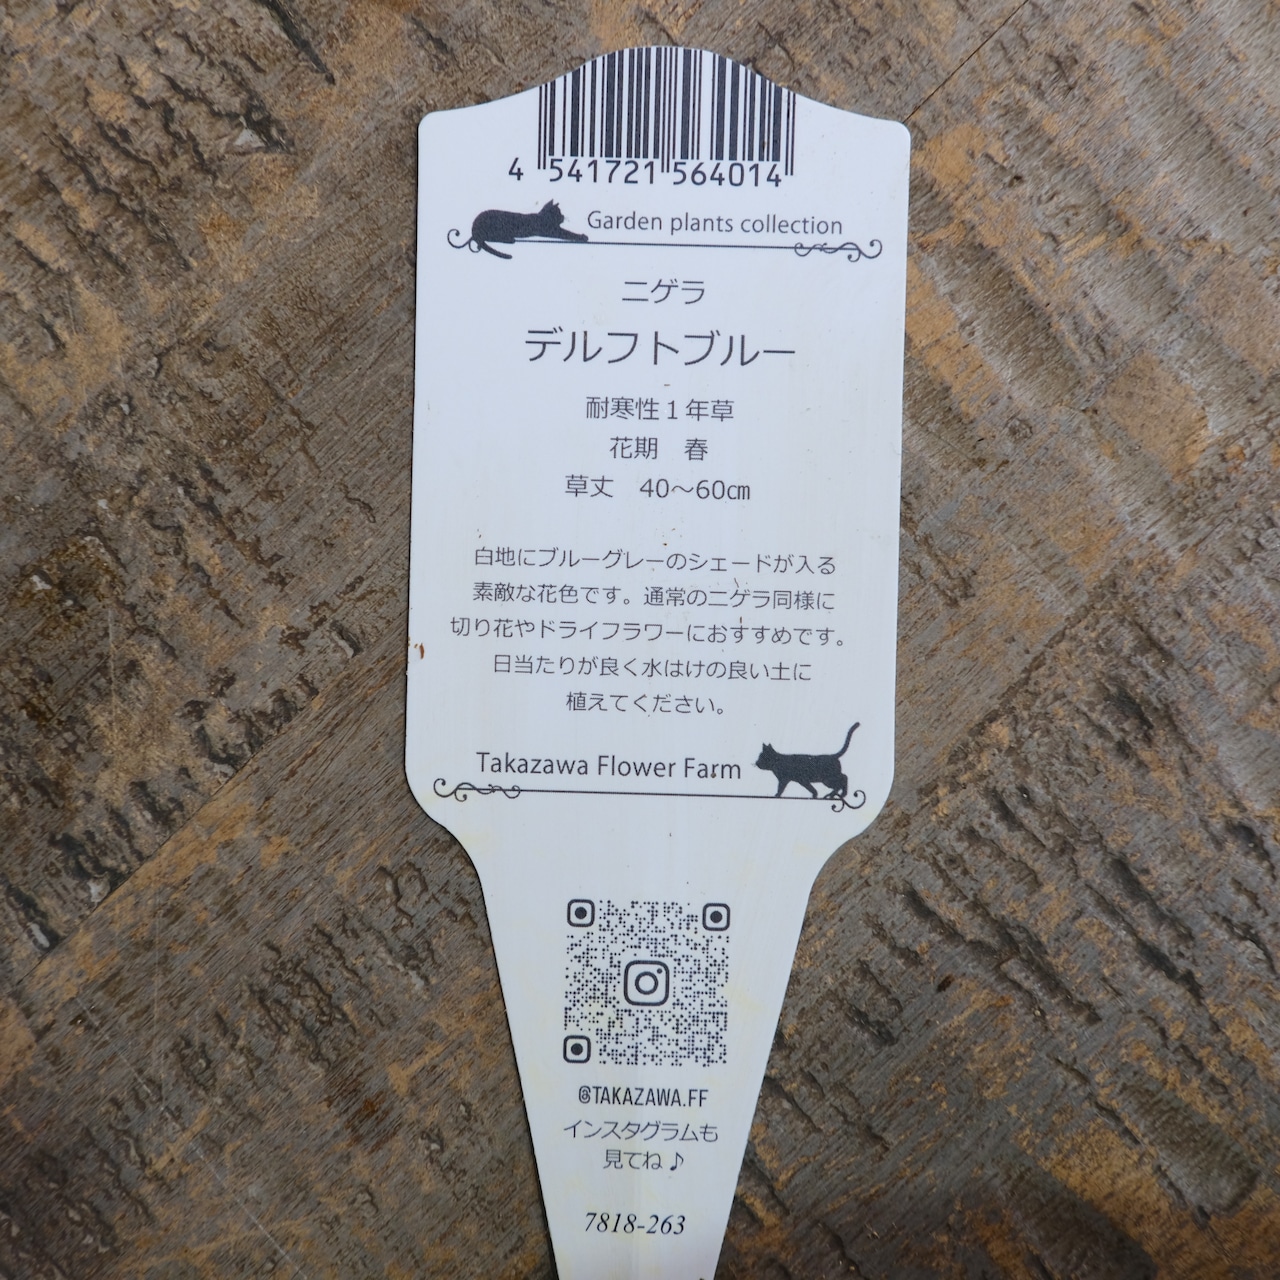 4 541721 564014
Garden plants collection
ニゲラ
デルフトブルー
耐寒性1年草
花期 春
草丈 40～60㎝
白地にブルーグレーのシェードが入る
素敵な花色です。通常のニゲラ同様に
切り花やドライフラワーにおすすめです。
日当たりが良く水はけの良い土に
植えてください。
Takazawa Flower Farm
@TAKAZAWA.FF
インスタグラムも
見てね♪
7818-263